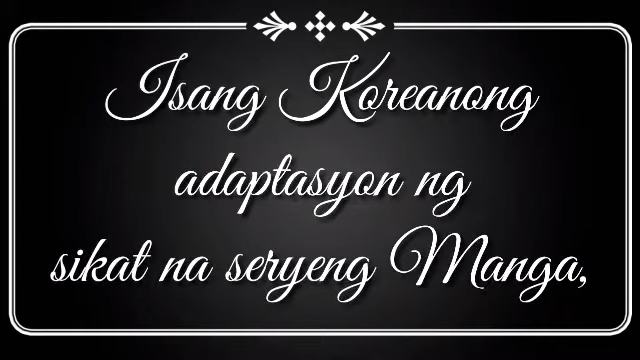 Isang Koreanong
adaptasyon ng
sikat na seryeng Manga,